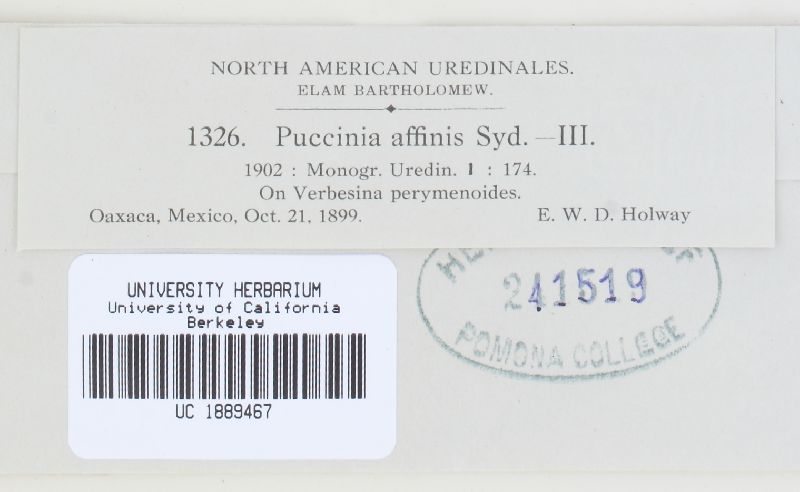 NORTH AMERICAN UREDINALES.
ELAM BARTHOLOMEW.
1326. Puccinia affinis Syd.—III.
1902 : Monogr. Uredin. 1 : 174.
On Verbesina perymenoides.
Oaxaca, Mexico, Oct. 21, 1899. E. W. D. Holway
241519
POMONA COLLEGE
UNIVERSITY HERBARIUM
University of California
Berkeley
UC 1889467